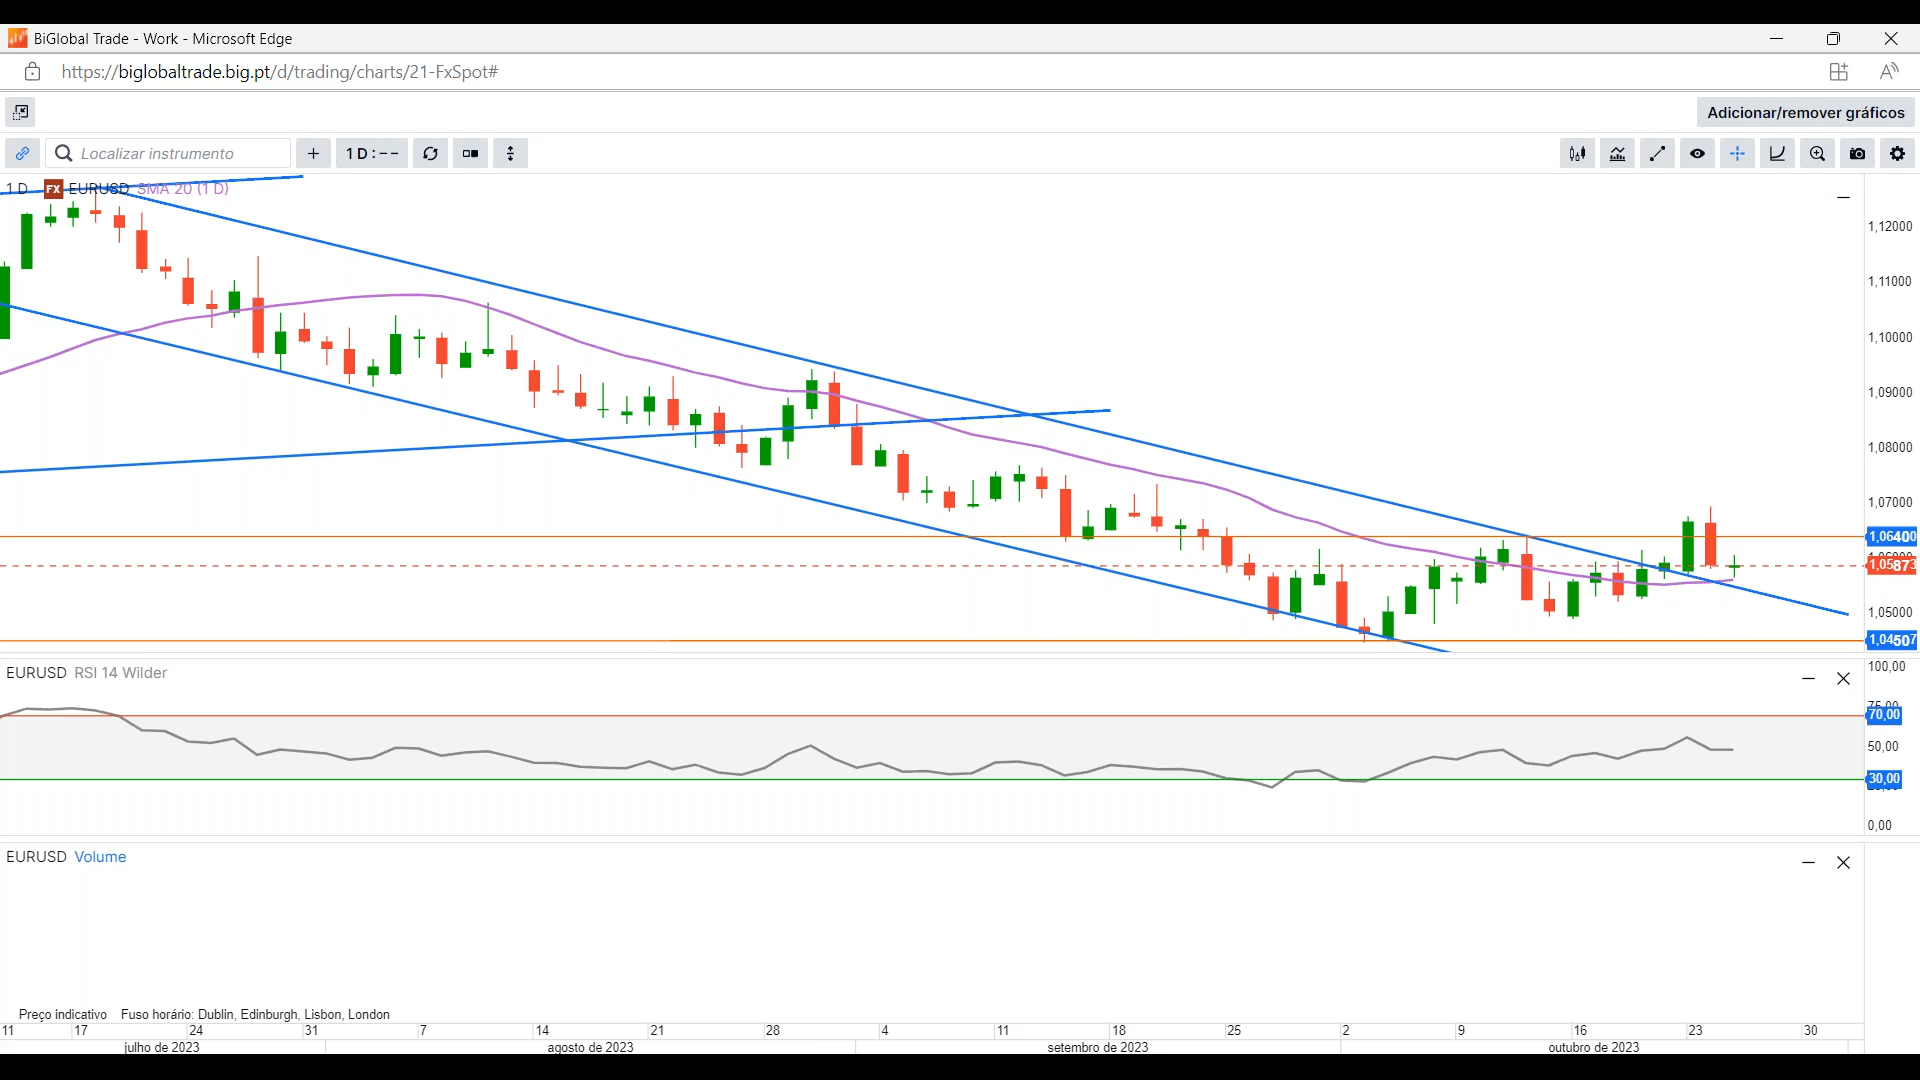 BiGlobal Trade - Work - Microsoft Edge
https://biglobaltrade.big.pt/d/trading/charts/21-FxSpot#
Adicionar/remover gráficos
Localizar instrumento
1 D : - -
1 D FX EURUSD SMA 20 (1 D)
1,12000
1,11000
1,10000
1,09000
1,08000
1,07000
1,06400
1,05873
1,05000
1,04507
EURUSD RSI 14 Wilder
100,00
70,00
50,00
30,00
0,00
EURUSD Volume
Preço indicativo Fuso horário: Dublin, Edinburgh, Lisbon, London
11 17 24 31 7 14 21 28 4 11 18 25 2 9 16 23 30
julho de 2023 agosto de 2023 setembro de 2023 outubro de 2023